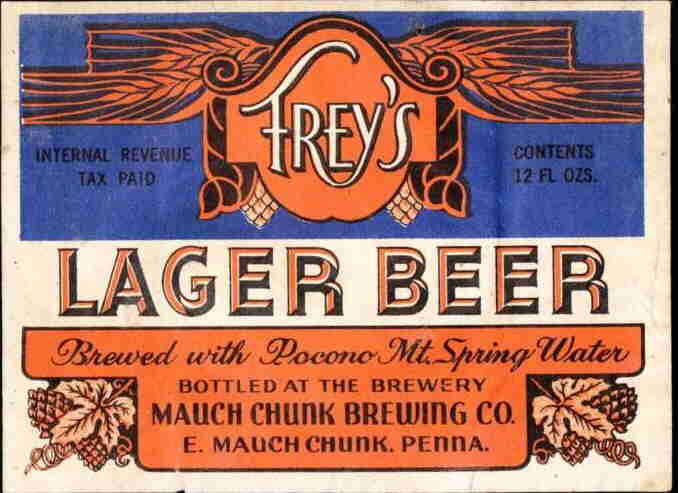 FREY'S
INTERNAL REVENUE
TAX PAID
CONTENTS
12 FL OZS.
LAGER BEER
Brewed with Pocono Mt. Spring Water
BOTTLED AT THE BREWERY
MAUCH CHUNK BREWING CO.
E. MAUCH CHUNK, PENNA.